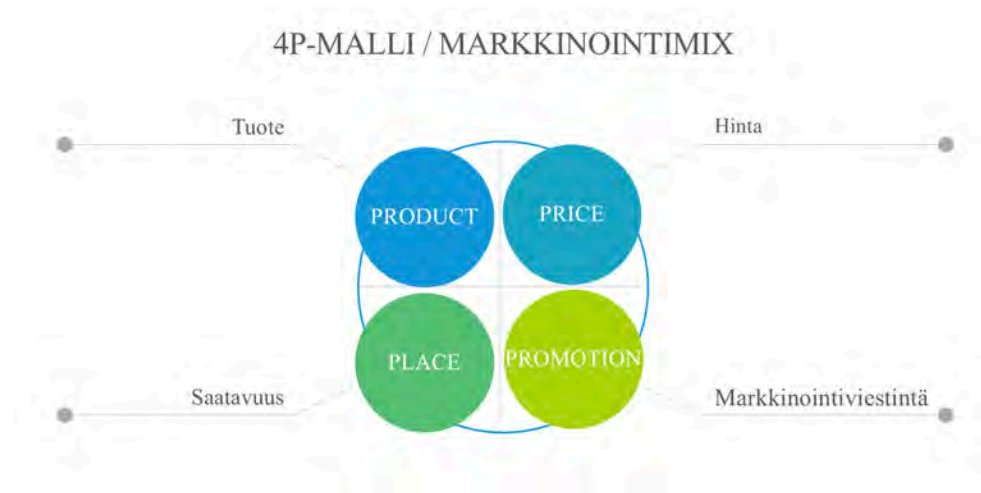 4P-MALLI / MARKKINOINTIMIX
Tuote
Hinta
PRODUCT
PRICE
PLACE
PROMOTION
Saatavuus
Markkinointiviestintä